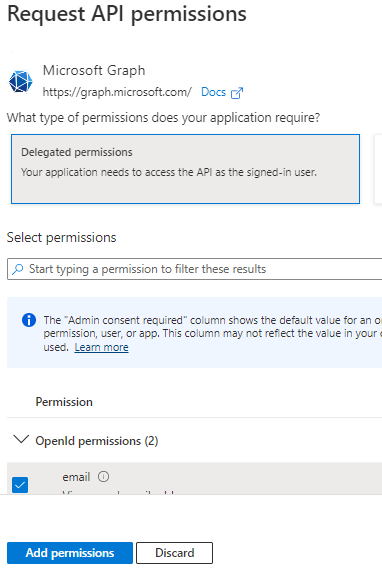 Request API permissions
Microsoft Graph
https://graph.microsoft.com/ Docs
What type of permissions does your application require?
Delegated permissions
Your application needs to access the API as the signed-in user.
Select permissions
Start typing a permission to filter these results
The "Admin consent required" column shows the default value for an o
permission, user, or app. This column may not reflect the value in your
used. Learn more
Permission
OpenId permissions (2)
email
Add permissions Discard